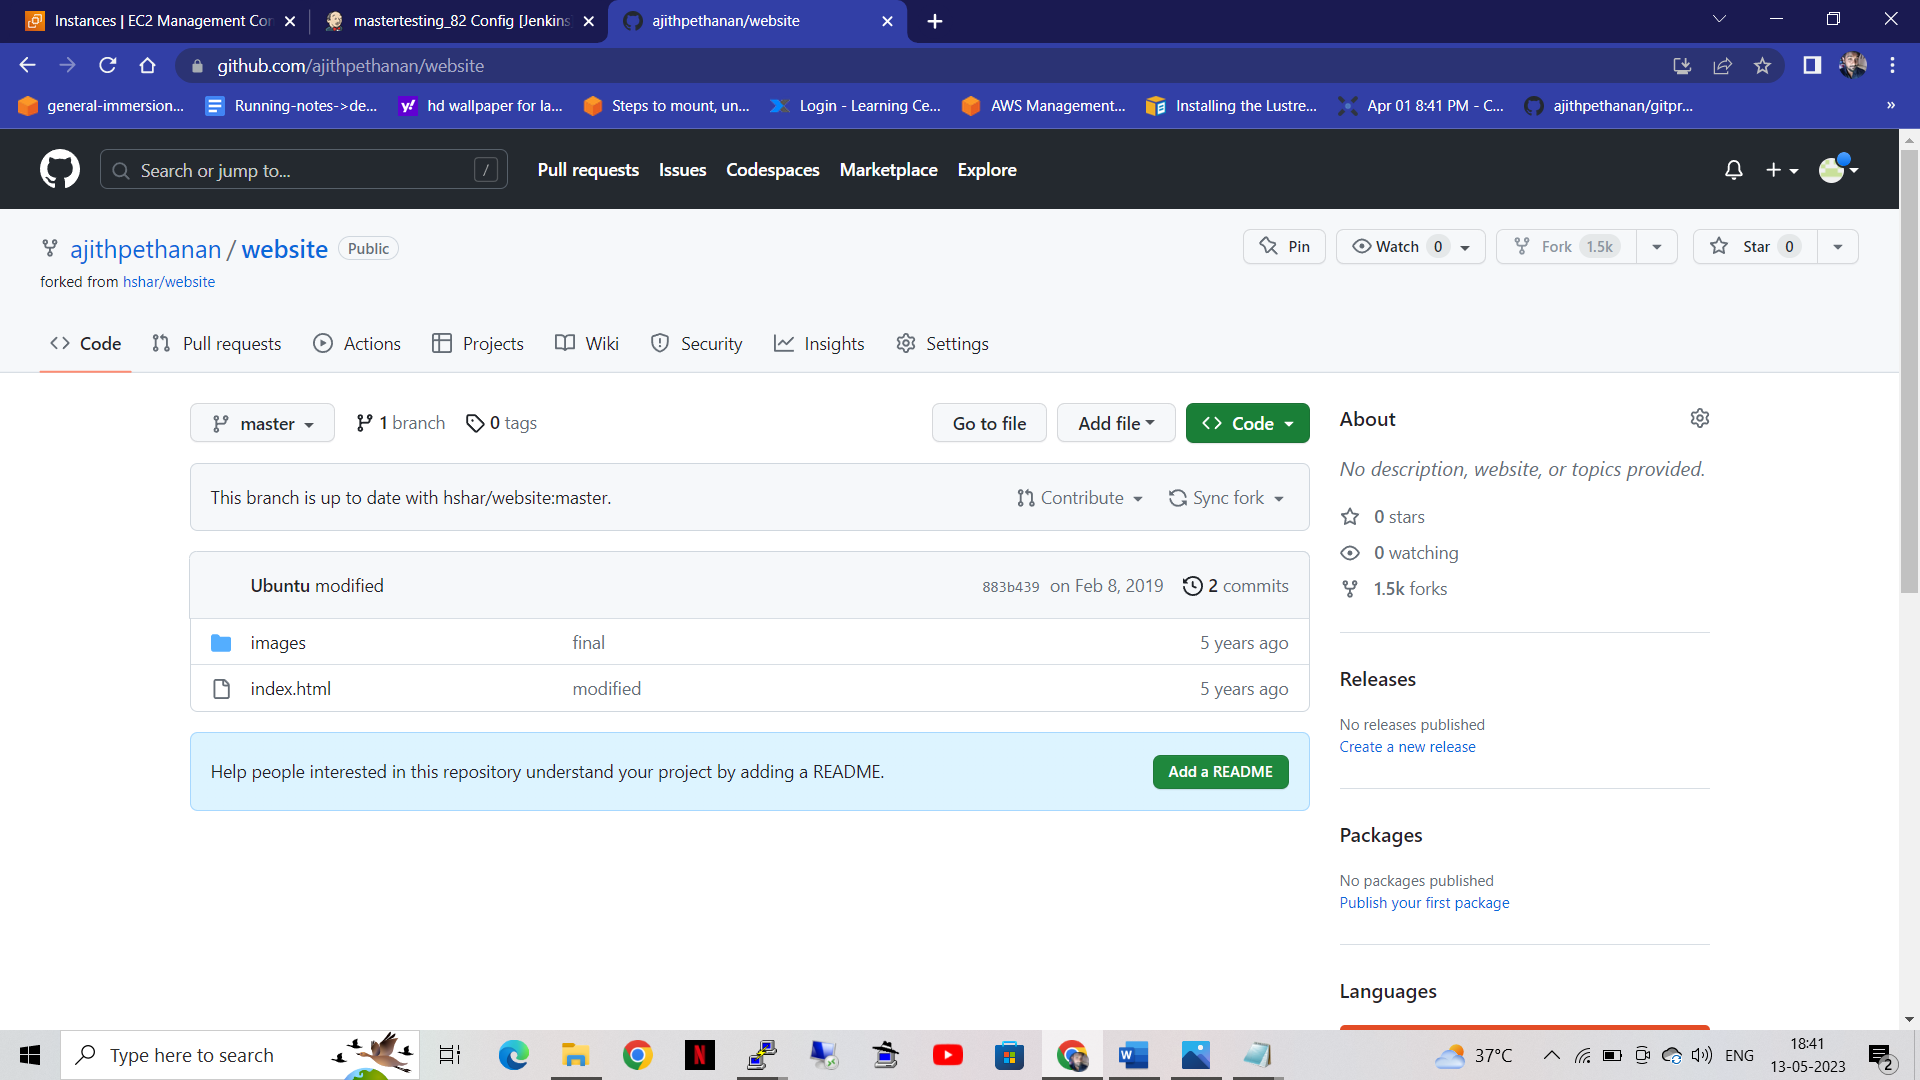 Instances | EC2 Management Con
mastertesting_82 Config [Jenkins
ajithpethanan/website
github.com/ajithpethanan/website
general-immersion...
Running-notes->de...
hd wallpaper for la...
Steps to mount, un...
Login - Learning Ce...
AWS Management...
Installing the Lustre...
Apr 01 8:41 PM - C...
ajithpethanan/gitpr...
»
Search or jump to...
/
Pull requests
Issues
Codespaces
Marketplace
Explore
ajithpethanan / website
Public
Pin
Watch 0
Fork 1.5k
Star 0
forked from hshar/website
Code
Pull requests
Actions
Projects
Wiki
Security
Insights
Settings
master
1 branch
0 tags
Go to file
Add file
Code
This branch is up to date with hshar/website:master.
Contribute
Sync fork
Ubuntu modified
883b439 on Feb 8, 2019
2 commits
images
final
5 years ago
index.html
modified
5 years ago
Help people interested in this repository understand your project by adding a README.
Add a README
About
No description, website, or topics provided.
0 stars
0 watching
1.5k forks
Releases
No releases published
Create a new release
Packages
No packages published
Publish your first package
Languages
Type here to search
37°C
ENG
18:41
13-05-2023
2